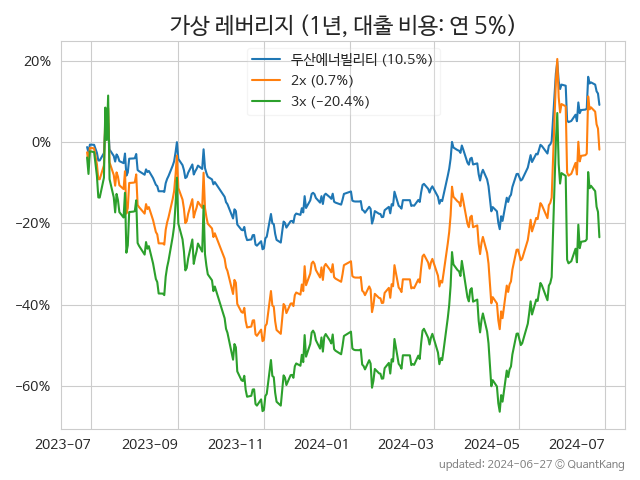 가상 레버리지 (1년, 대출 비용: 연 5%)
두산에너빌리티 (10.5%)
2x (0.7%)
3x (−20.4%)
20%
0%
−20%
−40%
−60%
2023-07
2023-09
2023-11
2024-01
2024-03
2024-05
2024-07
updated: 2024-06-27 © QuantKang